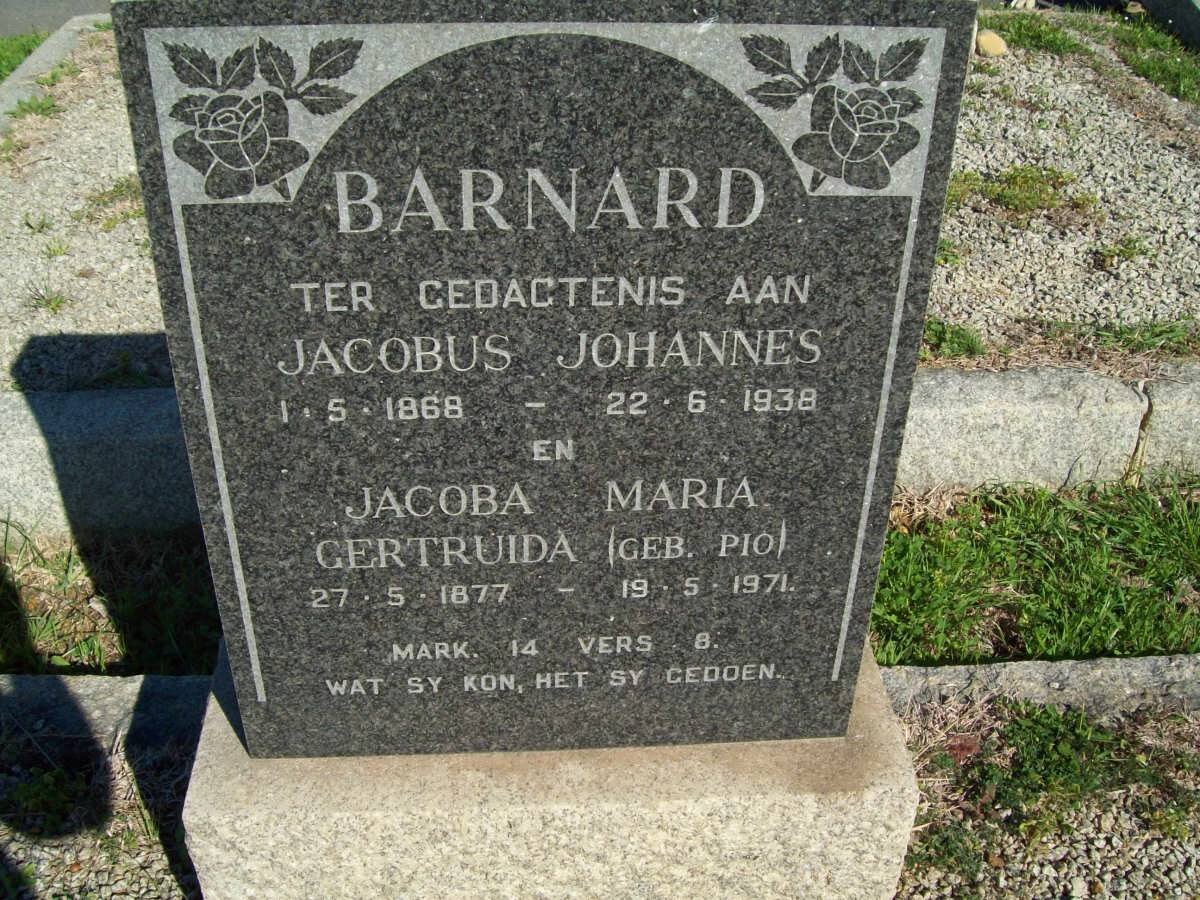 BARNARD
TER GEDACTENIS AAN
JACOBUS JOHANNES
1·5·1868 – 22·6·1938
EN
JACOBA MARIA
GERTRUIDA (GEB. PIO)
27·5·1877 – 19·5·1971.
MARK. 14 VERS 8.
WAT SY KON, HET SY GEDOEN.